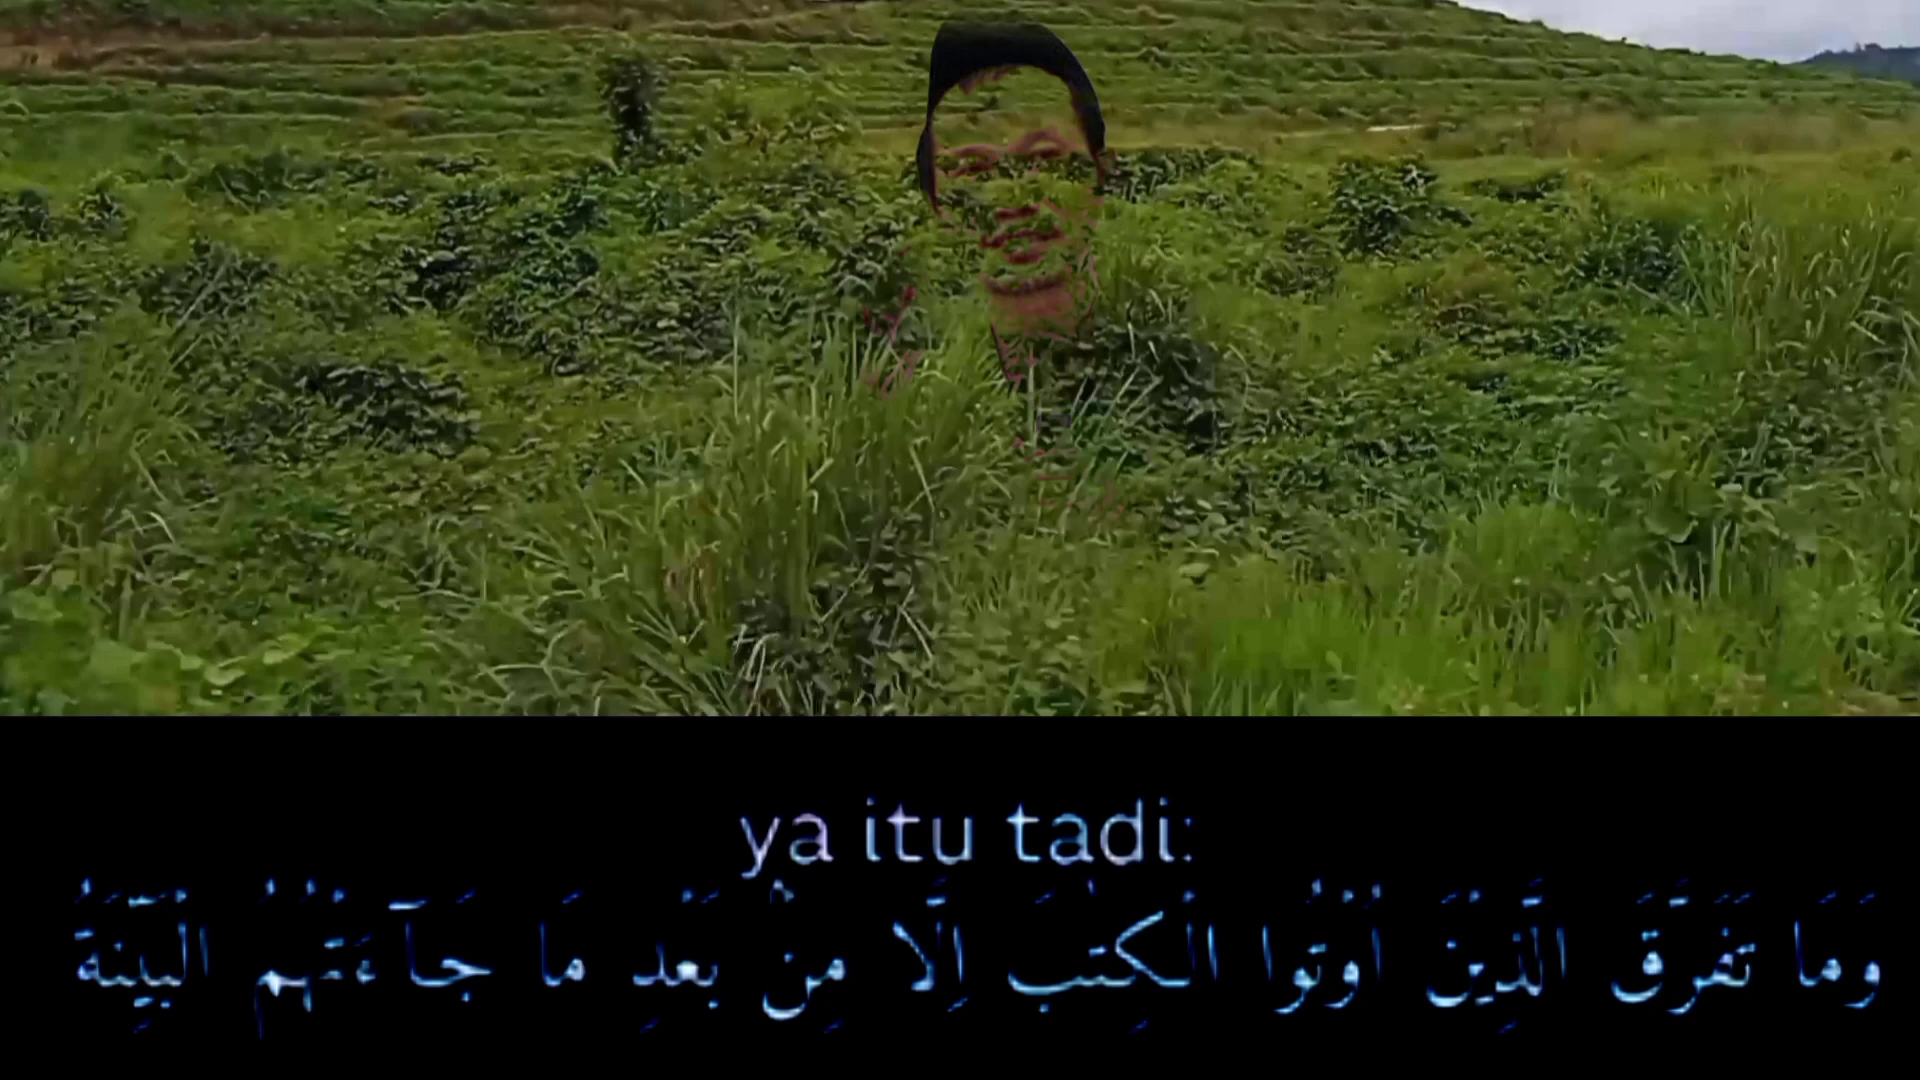 ya itu tadi:
وَمَا تَفَرَّقَ الَّذِيْنَ اُوْتُوا الْكِتٰبَ اِلَّا مِنْۢ بَعْدِ مَا جَاۤءَتْهُمُ الْبَيِّنَةُ